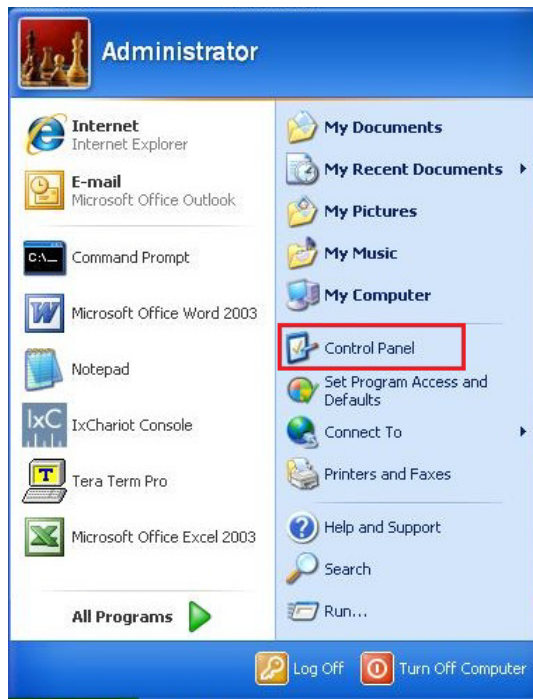 Administrator
Internet
Internet Explorer
E-mail
Microsoft Office Outlook
C:\_
Command Prompt
W
Microsoft Office Word 2003
Notepad
IxC
IxChariot Console
T
Tera Term Pro
Microsoft Office Excel 2003
All Programs
My Documents
My Recent Documents
My Pictures
My Music
My Computer
Control Panel
Set Program Access and
Defaults
Connect To
Printers and Faxes
Help and Support
Search
Run...
Log Off
Turn Off Computer